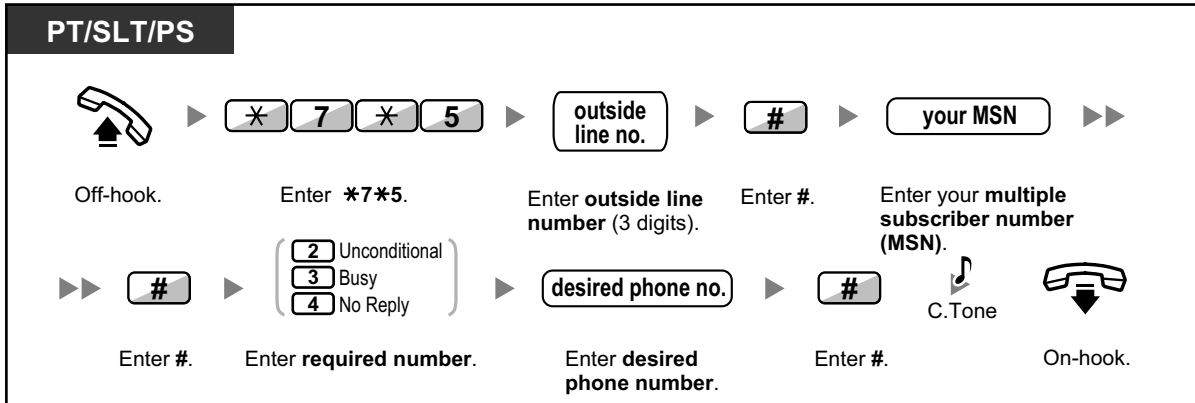 PT/SLT/PS
* 7 * 5
outside
line no.
#
your MSN
Off-hook.
Enter *7*5.
Enter outside line
number (3 digits).
Enter #.
Enter your multiple
subscriber number
(MSN).
#
2 Unconditional
3 Busy
4 No Reply
desired phone no.
#
C.Tone
Enter #.
Enter required number.
Enter desired
phone number.
Enter #.
On-hook.